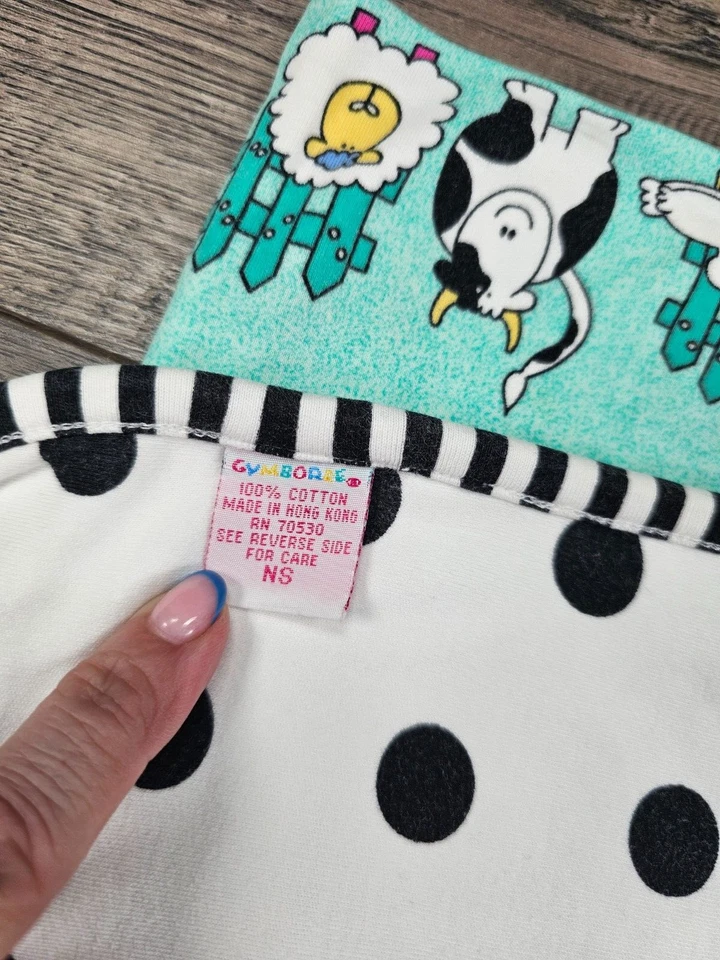 GYMBOREE
100% COTTON
MADE IN HONG KONG
RN 70530
SEE REVERSE SIDE
FOR CARE
NS